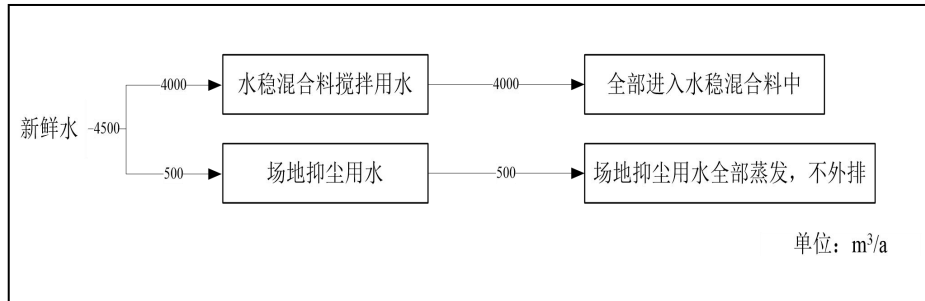 4000
水稳混合料搅拌用水
4000
全部进入水稳混合料中
新鲜水
4500
500
场地抑尘用水
500
场地抑尘用水全部蒸发，不外排
单位：m³/a